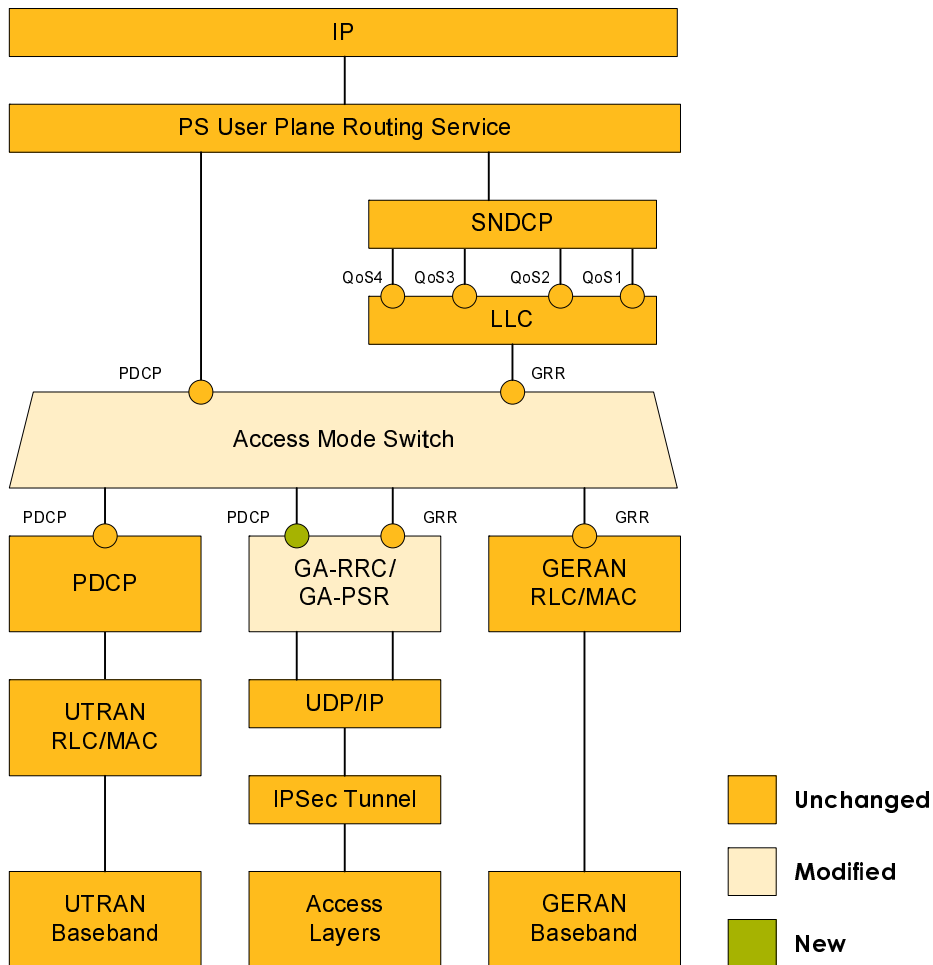 IP
PS User Plane Routing Service
SNDCP
QoS4 QoS3 QoS2 QoS1
LLC
PDCP GRR
Access Mode Switch
PDCP PDCP GRR GRR
PDCP
GA-RRC/
GA-PSR
GERAN
RLC/MAC
UTRAN
RLC/MAC
UDP/IP
IPSec Tunnel
UTRAN
Baseband
Access
Layers
GERAN
Baseband
Unchanged
Modified
New